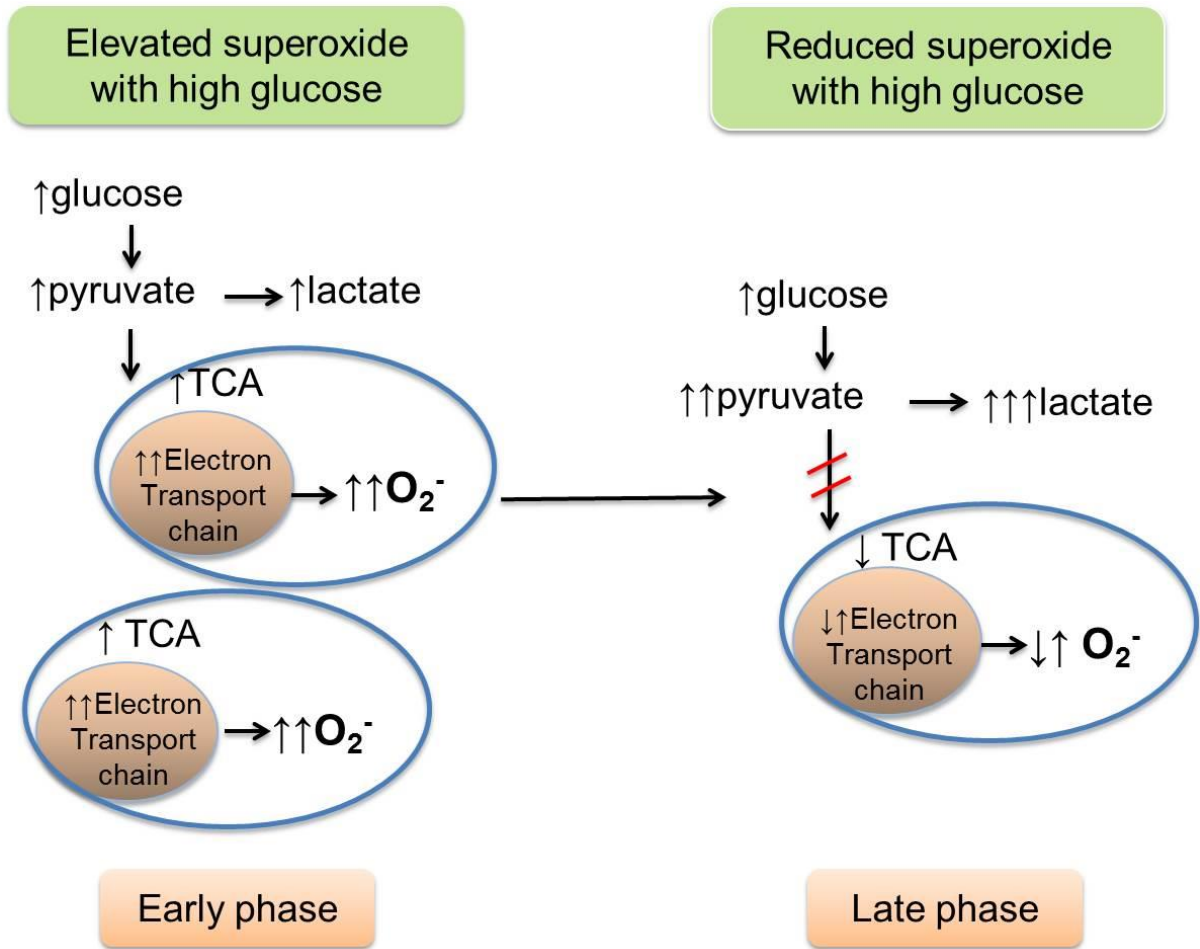 Elevated superoxide
with high glucose
↑glucose
↑pyruvate → ↑lactate
↑TCA
↑↑Electron
Transport
chain
↑↑O₂⁻
↑ TCA
↑↑Electron
Transport
chain
↑↑O₂⁻
Early phase
Reduced superoxide
with high glucose
↑glucose
↑↑pyruvate → ↑↑↑lactate
↓ TCA
↓↑Electron
Transport
chain
↓↑ O₂⁻
Late phase